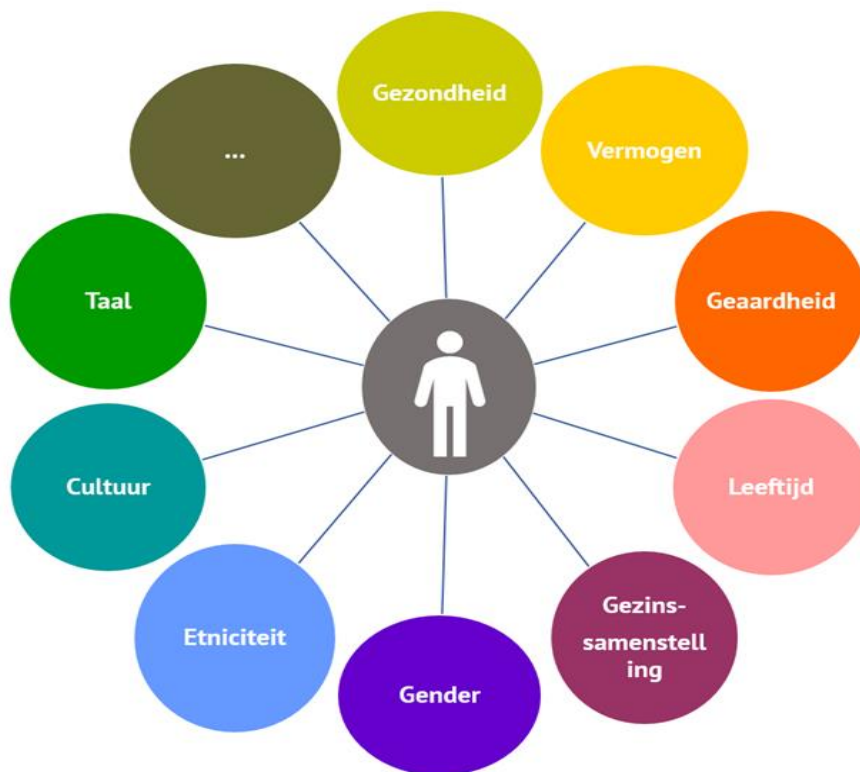 Gezondheid
Vermogen
Geaardheid
Leeftijd
Gezins-
samenstell
ing
Gender
Etniciteit
Cultuur
Taal
...